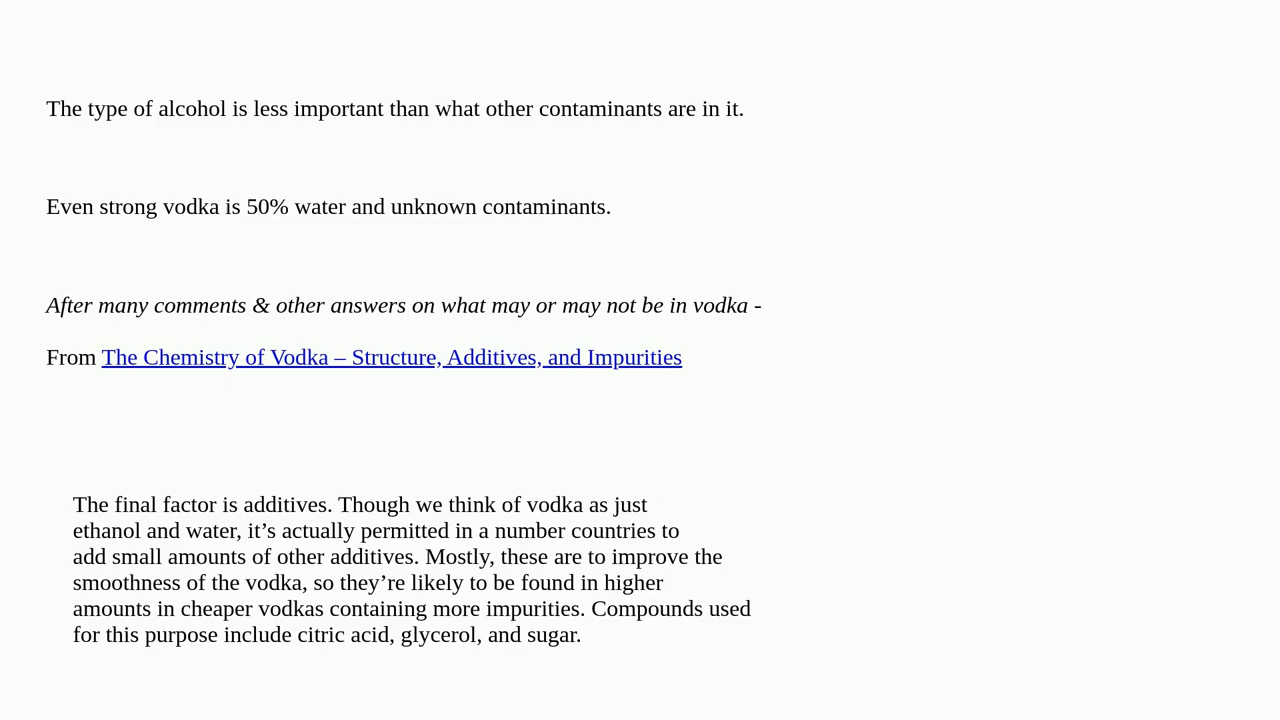 The type of alcohol is less important than what other contaminants are in it.
Even strong vodka is 50% water and unknown contaminants.
After many comments & other answers on what may or may not be in vodka -
From The Chemistry of Vodka – Structure, Additives, and Impurities
The final factor is additives. Though we think of vodka as just
ethanol and water, it’s actually permitted in a number countries to
add small amounts of other additives. Mostly, these are to improve the
smoothness of the vodka, so they’re likely to be found in higher
amounts in cheaper vodkas containing more impurities. Compounds used
for this purpose include citric acid, glycerol, and sugar.